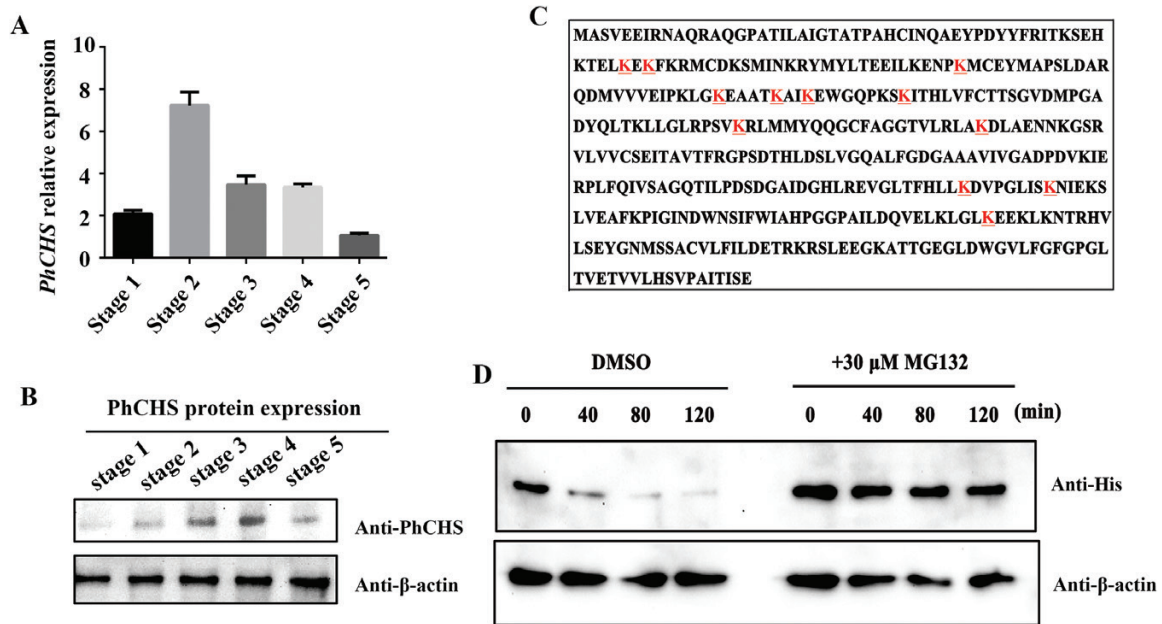 A
PhCHS relative expression
10
8
6
4
2
0
Stage 1
Stage 2
Stage 3
Stage 4
Stage 5
B
PhCHS protein expression
stage 1
stage 2
stage 3
stage 4
stage 5
Anti-PhCHS
Anti-β-actin
C
MASVEEIRNAQRAQGPATILAIGTATPAHCINQAEYPDYYFRITKSEH
KTELKEKFKRMCDKSMINKRYMYLTEEILKENPKMCEYMAPSLDAR
QDMVVVEIPKLGKEAATKAIKEWGQPKSKITHLVFCTTSGVDMPGA
DYQLTKLLGLRPSVKRLMMYQQGCFAGGTVLRLAKDLAENNKGSR
VLVVCSEITAVTFRGPSDTHLDSLVGQALFGDGAAAVIVGADPDVKIE
RPLFQIVSAGQTILPDSDGAIDGHLREVGLTFHLLKDVPGLISKNIEKS
LVEAFKPIGINDWNSIFWIAHPGGPAILDQVELKLGLKEEKLKNTRHV
LSEYGNMSSACVLFILDETRKRSLEEGKATTGEGLDWGVLFGFGPGL
TVETVVLHSVPAITISE
D
DMSO
+30 μM MG132
0 40 80 120 0 40 80 120 (min)
Anti-His
Anti-β-actin